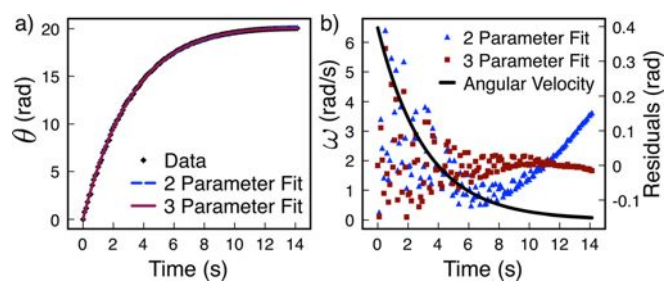 a)
20
15
10
5
0
θ (rad)
Data
2 Parameter Fit
3 Parameter Fit
0 2 4 6 8 10 12 14
Time (s)
b)
6
5
4
3
2
1
0
ω (rad/s)
2 Parameter Fit
3 Parameter Fit
Angular Velocity
0.4
0.3
0.2
0.1
0
-0.1
Residuals (rad)
0 2 4 6 8 10 12 14
Time (s)